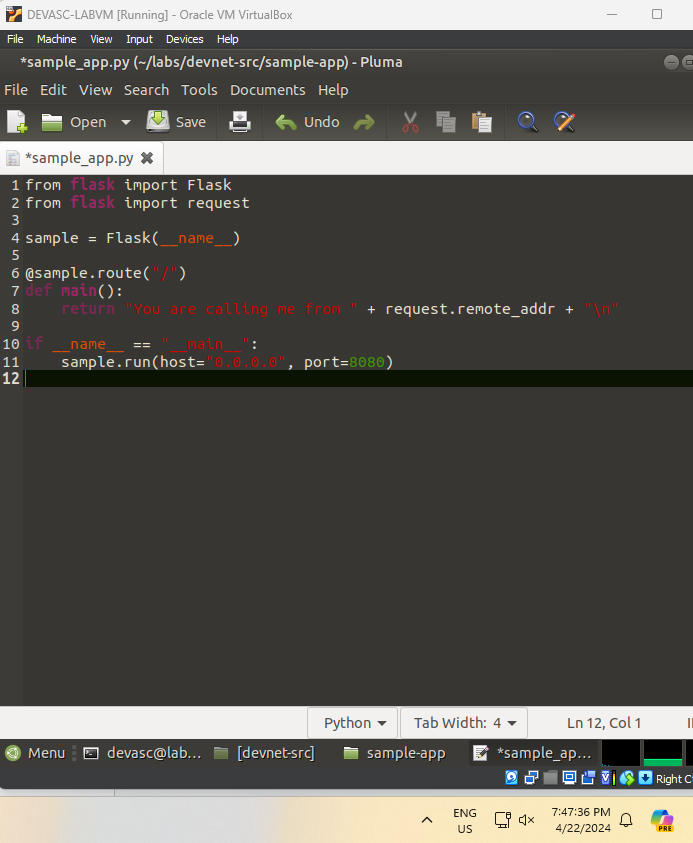 DEVASC-LABVM [Running] - Oracle VM VirtualBox
File Machine View Input Devices Help
*sample_app.py (~/labs/devnet-src/sample-app) - Pluma
File Edit View Search Tools Documents Help
Open Save Undo
*sample_app.py
1 from flask import Flask
2 from flask import request
3
4 sample = Flask(__name__)
5
6 @sample.route("/")
7 def main():
8     return "You are calling me from " + request.remote_addr + "\n"
9
10 if __name__ == "__main__":
11     sample.run(host="0.0.0.0", port=8080)
12
Python Tab Width: 4 Ln 12, Col 1
Menu devasc@lab... [devnet-src] sample-app *sample_ap...
Right C
ENG 7:47:36 PM
US 4/22/2024 PRE